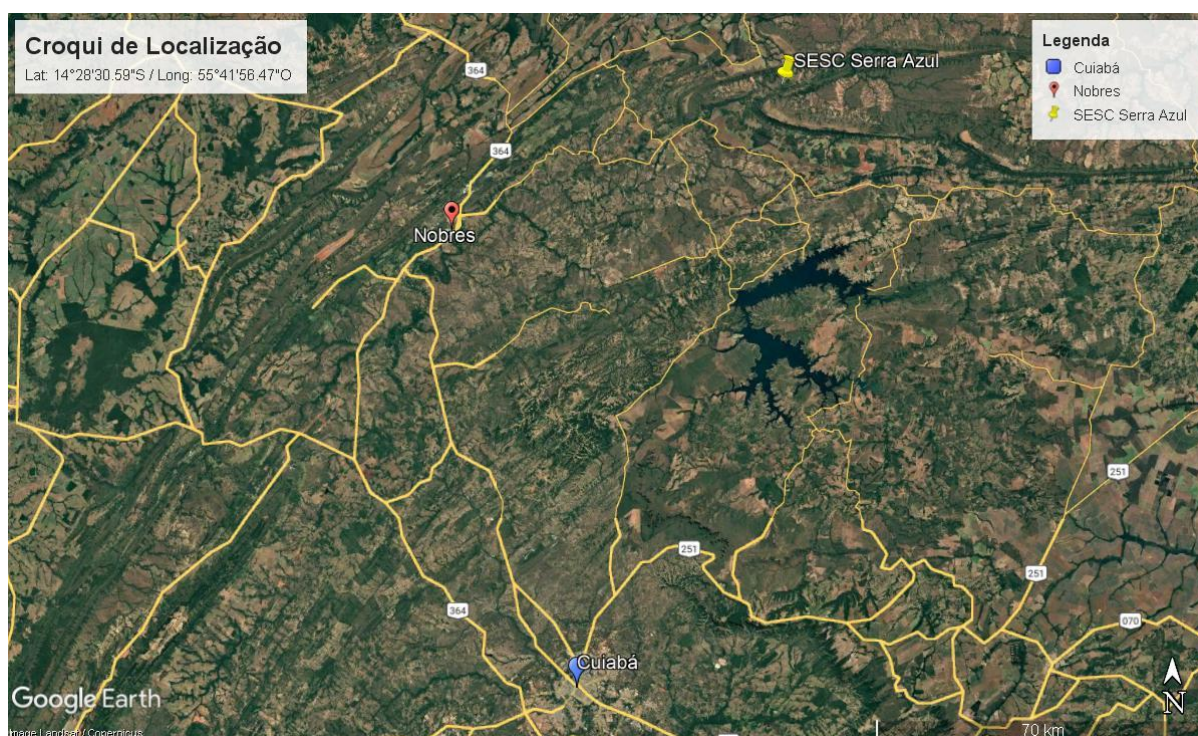 Croqui de Localização
Lat: 14°28'30.59"S / Long: 55°41'56.47"O
Legenda
Cuiabá
Nobres
SESC Serra Azul
SESC Serra Azul
364
364
Nobres
251
251
251
364
070
Cuiabá
Google Earth
N
Image Landsat / Copernicus
70 km